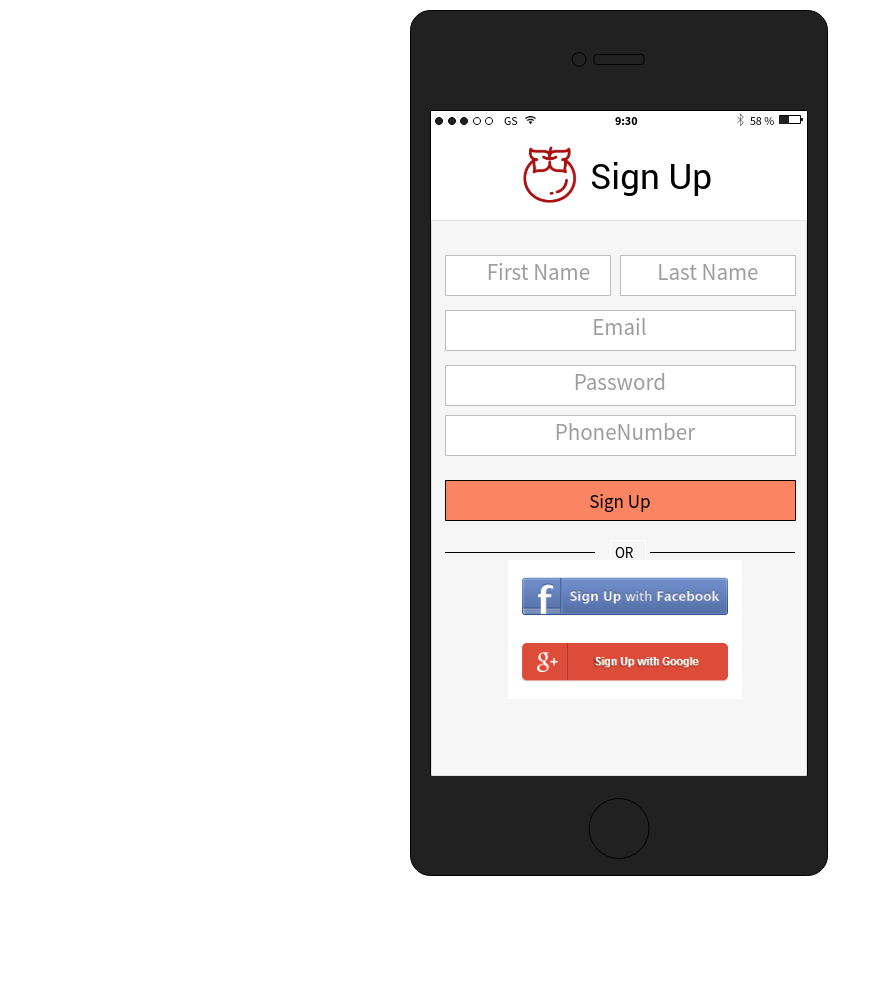 GS 9:30 58 %
Sign Up
First Name Last Name
Email
Password
PhoneNumber
Sign Up
OR
f Sign Up with Facebook
g+ Sign Up with Google